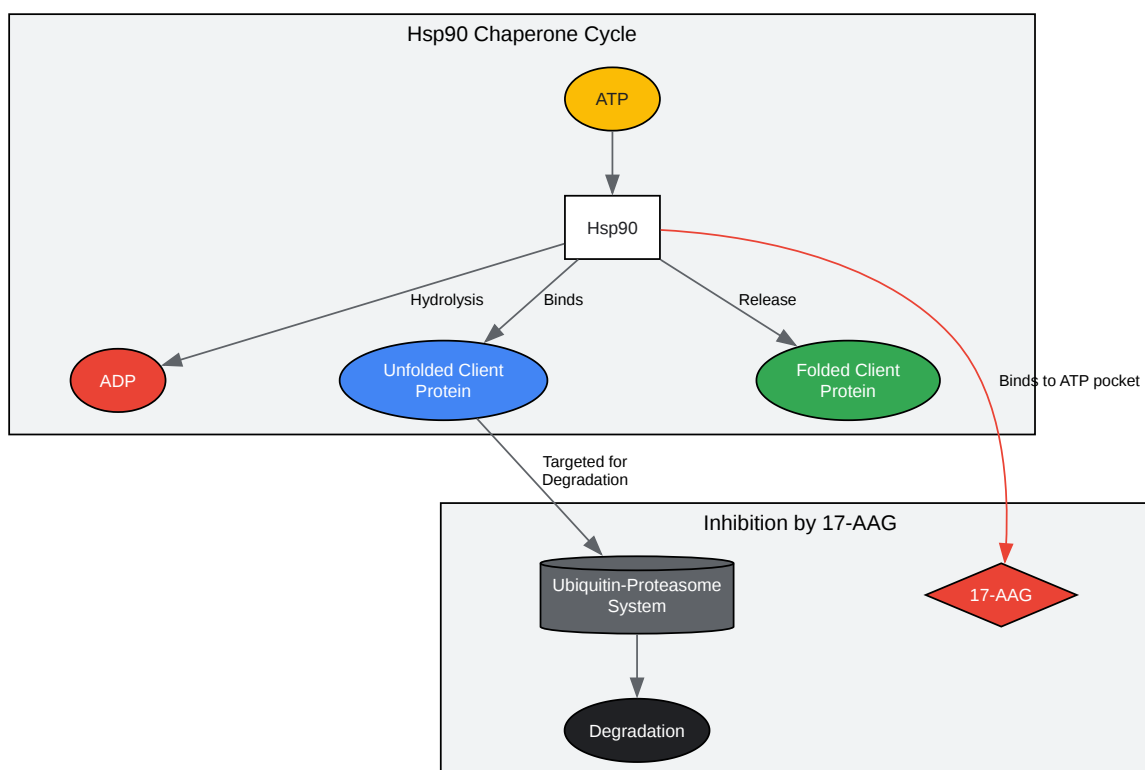 Hsp90 Chaperone Cycle
ATP
Hsp90
Hydrolysis
Binds
Release
ADP
Unfolded Client
Protein
Folded Client
Protein
Binds to ATP pocket
Targeted for
Degradation
Inhibition by 17-AAG
Ubiquitin-Proteasome
System
17-AAG
Degradation